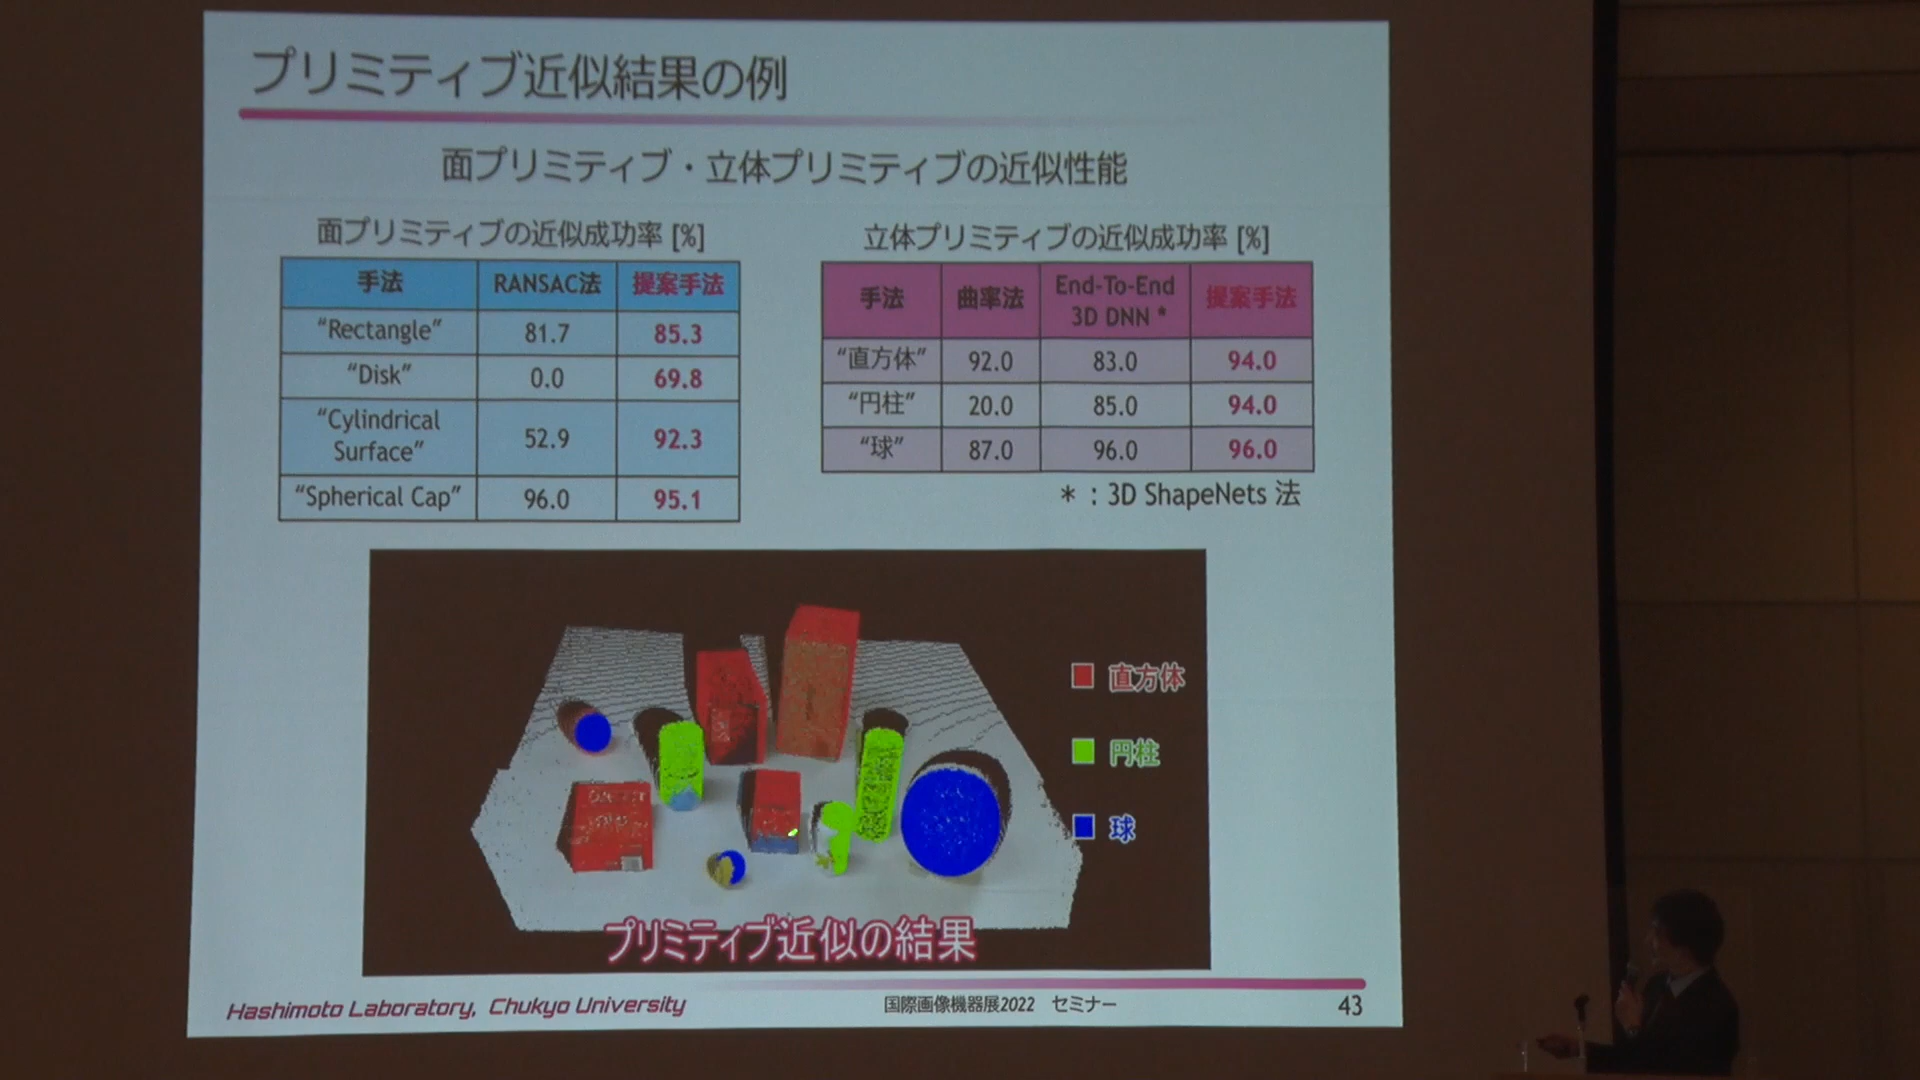 プリミティブ近似結果の例
面プリミティブ・立体プリミティブの近似性能
面プリミティブの近似成功率 [%]
手法 RANSAC法 提案手法
“Rectangle” 81.7 85.3
“Disk” 0.0 69.8
“Cylindrical
Surface” 52.9 92.3
“Spherical Cap” 96.0 95.1
立体プリミティブの近似成功率 [%]
手法 曲率法 End-To-End
3D DNN * 提案手法
“直方体” 92.0 83.0 94.0
“円柱” 20.0 85.0 94.0
“球” 87.0 96.0 96.0
* : 3D ShapeNets 法
直方体
円柱
球
プリミティブ近似の結果
Hashimoto Laboratory, Chukyo University
国際画像機器展2022 セミナー
43